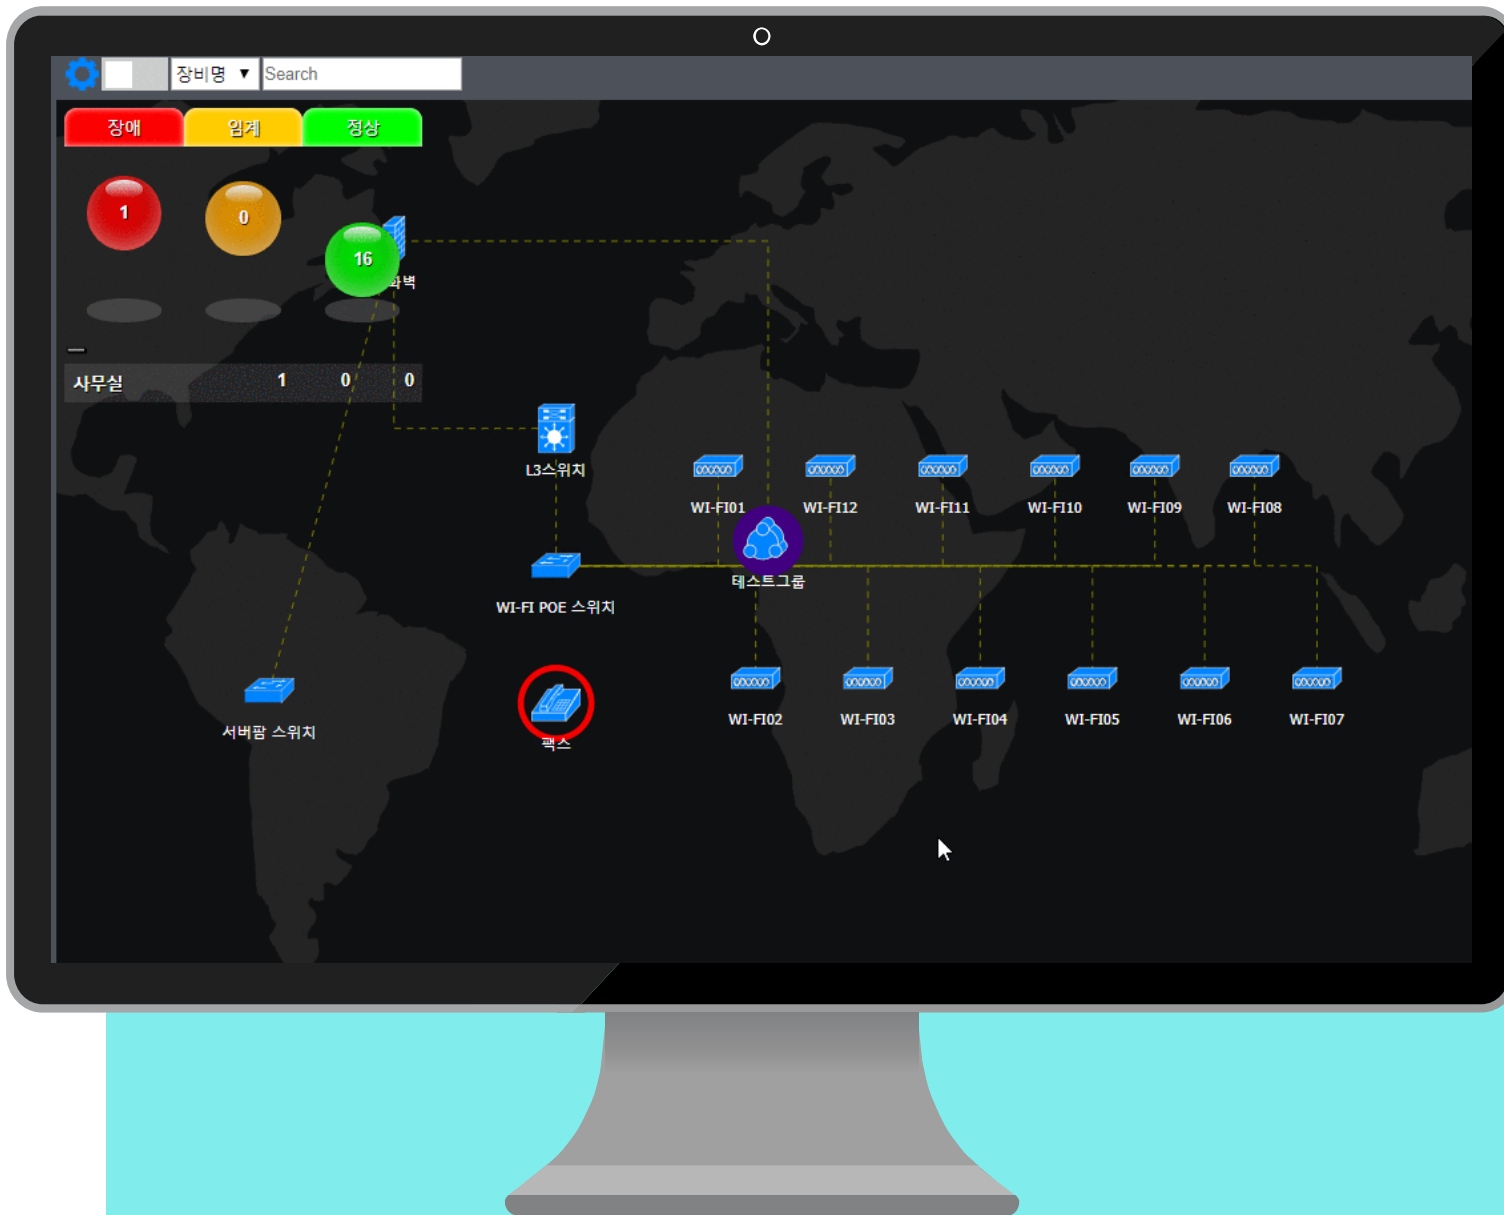 장비명 ▼ Search
장애 임계 정상
1 0 16
화벽
사무실 1 0 0
L3스위치
WI-FI01 WI-FI12 WI-FI11 WI-FI10 WI-FI09 WI-FI08
테스트그룹
WI-FI POE 스위치
WI-FI02 WI-FI03 WI-FI04 WI-FI05 WI-FI06 WI-FI07
서버팜 스위치
팩스